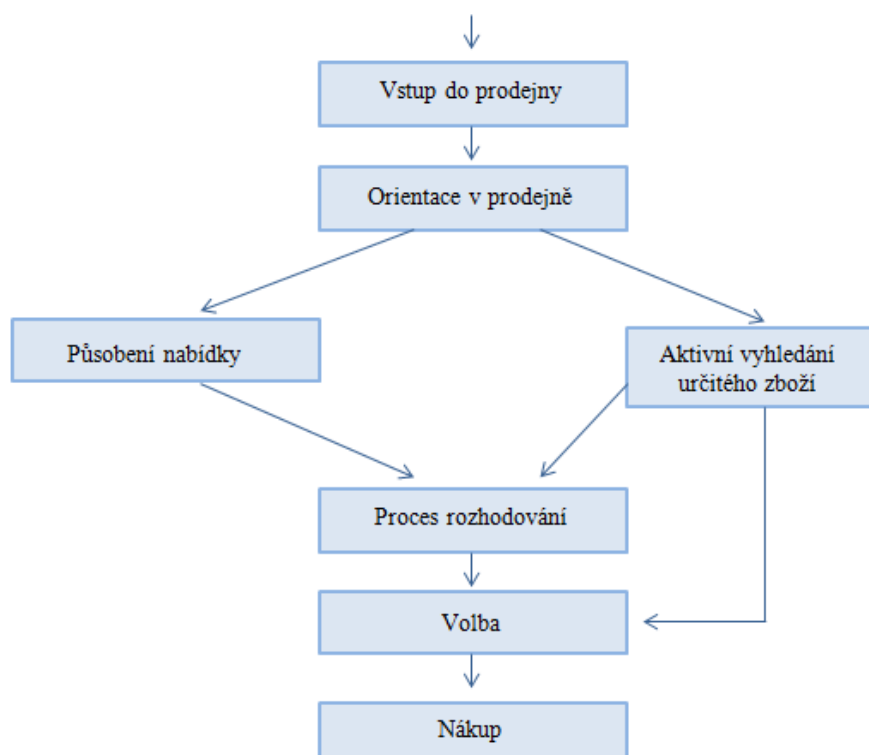 Vstup do prodejny
Orientace v prodejně
Působení nabídky
Aktivní vyhledání
určitého zboží
Proces rozhodování
Volba
Nákup